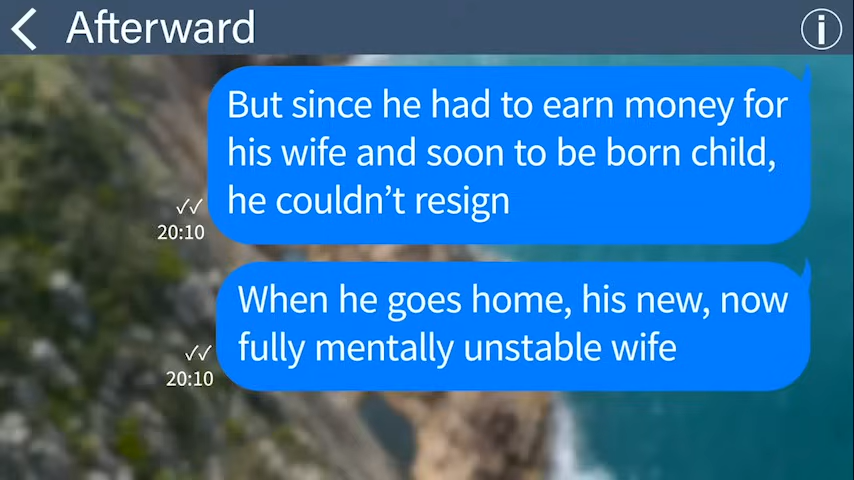 Afterward
But since he had to earn money for
his wife and soon to be born child,
he couldn’t resign
20:10
When he goes home, his new, now
fully mentally unstable wife
20:10